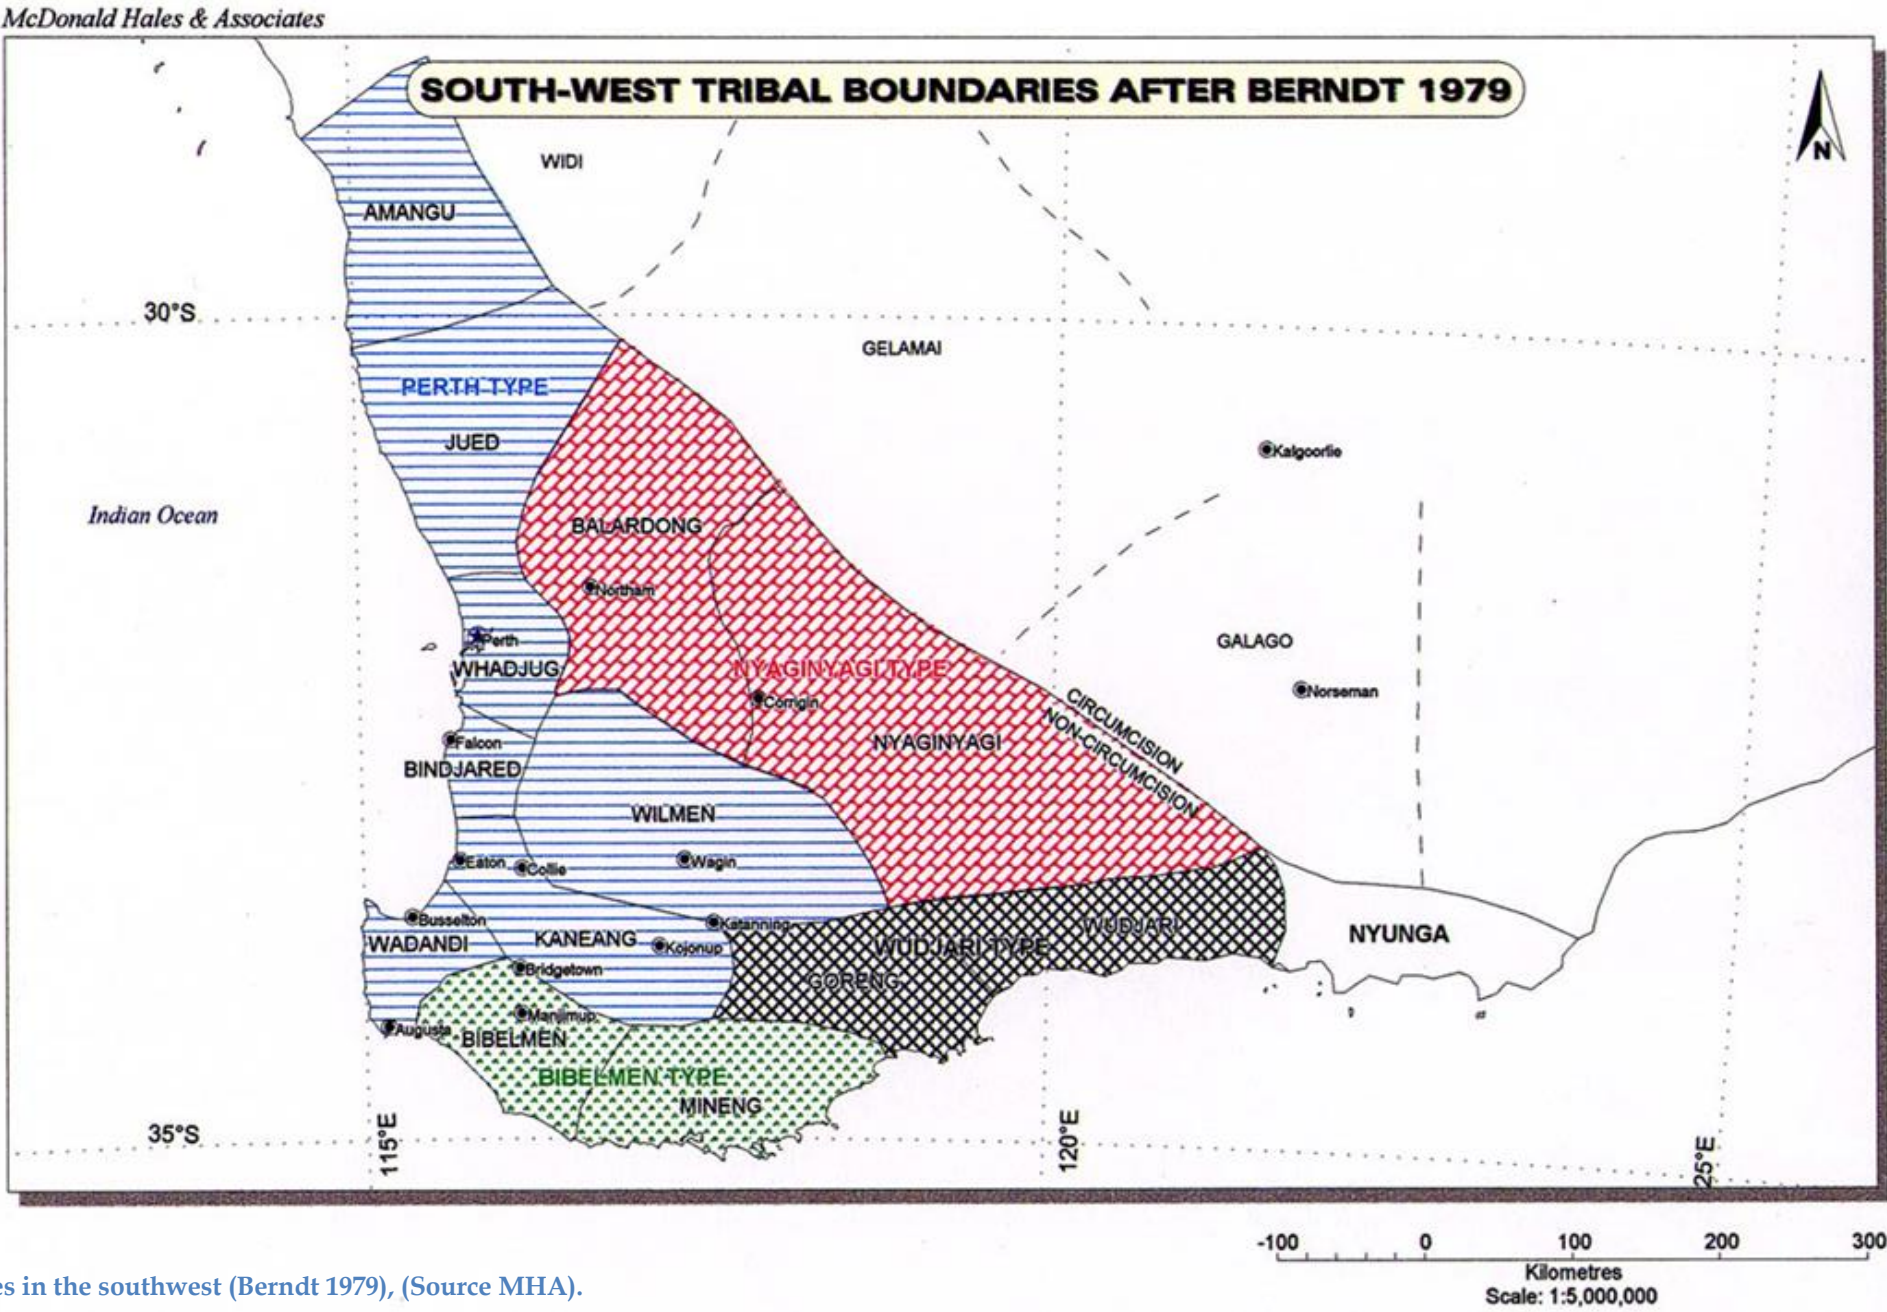 McDonald Hales & Associates
SOUTH-WEST TRIBAL BOUNDARIES AFTER BERNDT 1979
N
WIDI
AMANGU
30°S
GELAMAI
PERTH TYPE
JUED
Kalgoorlie
Indian Ocean
BALARDONG
Northam
Perth
WHADJUG
GALAGO
NYAGINYAGI TYPE
Norseman
Corrigin
CIRCUMCISION
NON-CIRCUMCISION
Falcon
NYAGINYAGI
BINDJARED
WILMEN
Eaton
Collie
Wagin
Busselton
Katanning
WUDJARI
WADANDI
KANEANG
Kojonup
WUDJARI TYPE
NYUNGA
Bridgetown
GORENG
Manjimup
Augusta
BIBELMEN
BIBELMEN TYPE
MINENG
35°S
115°E
120°E
25°E
-100 0 100 200 300
Kilometres
Scale: 1:5,000,000
es in the southwest (Berndt 1979), (Source MHA).